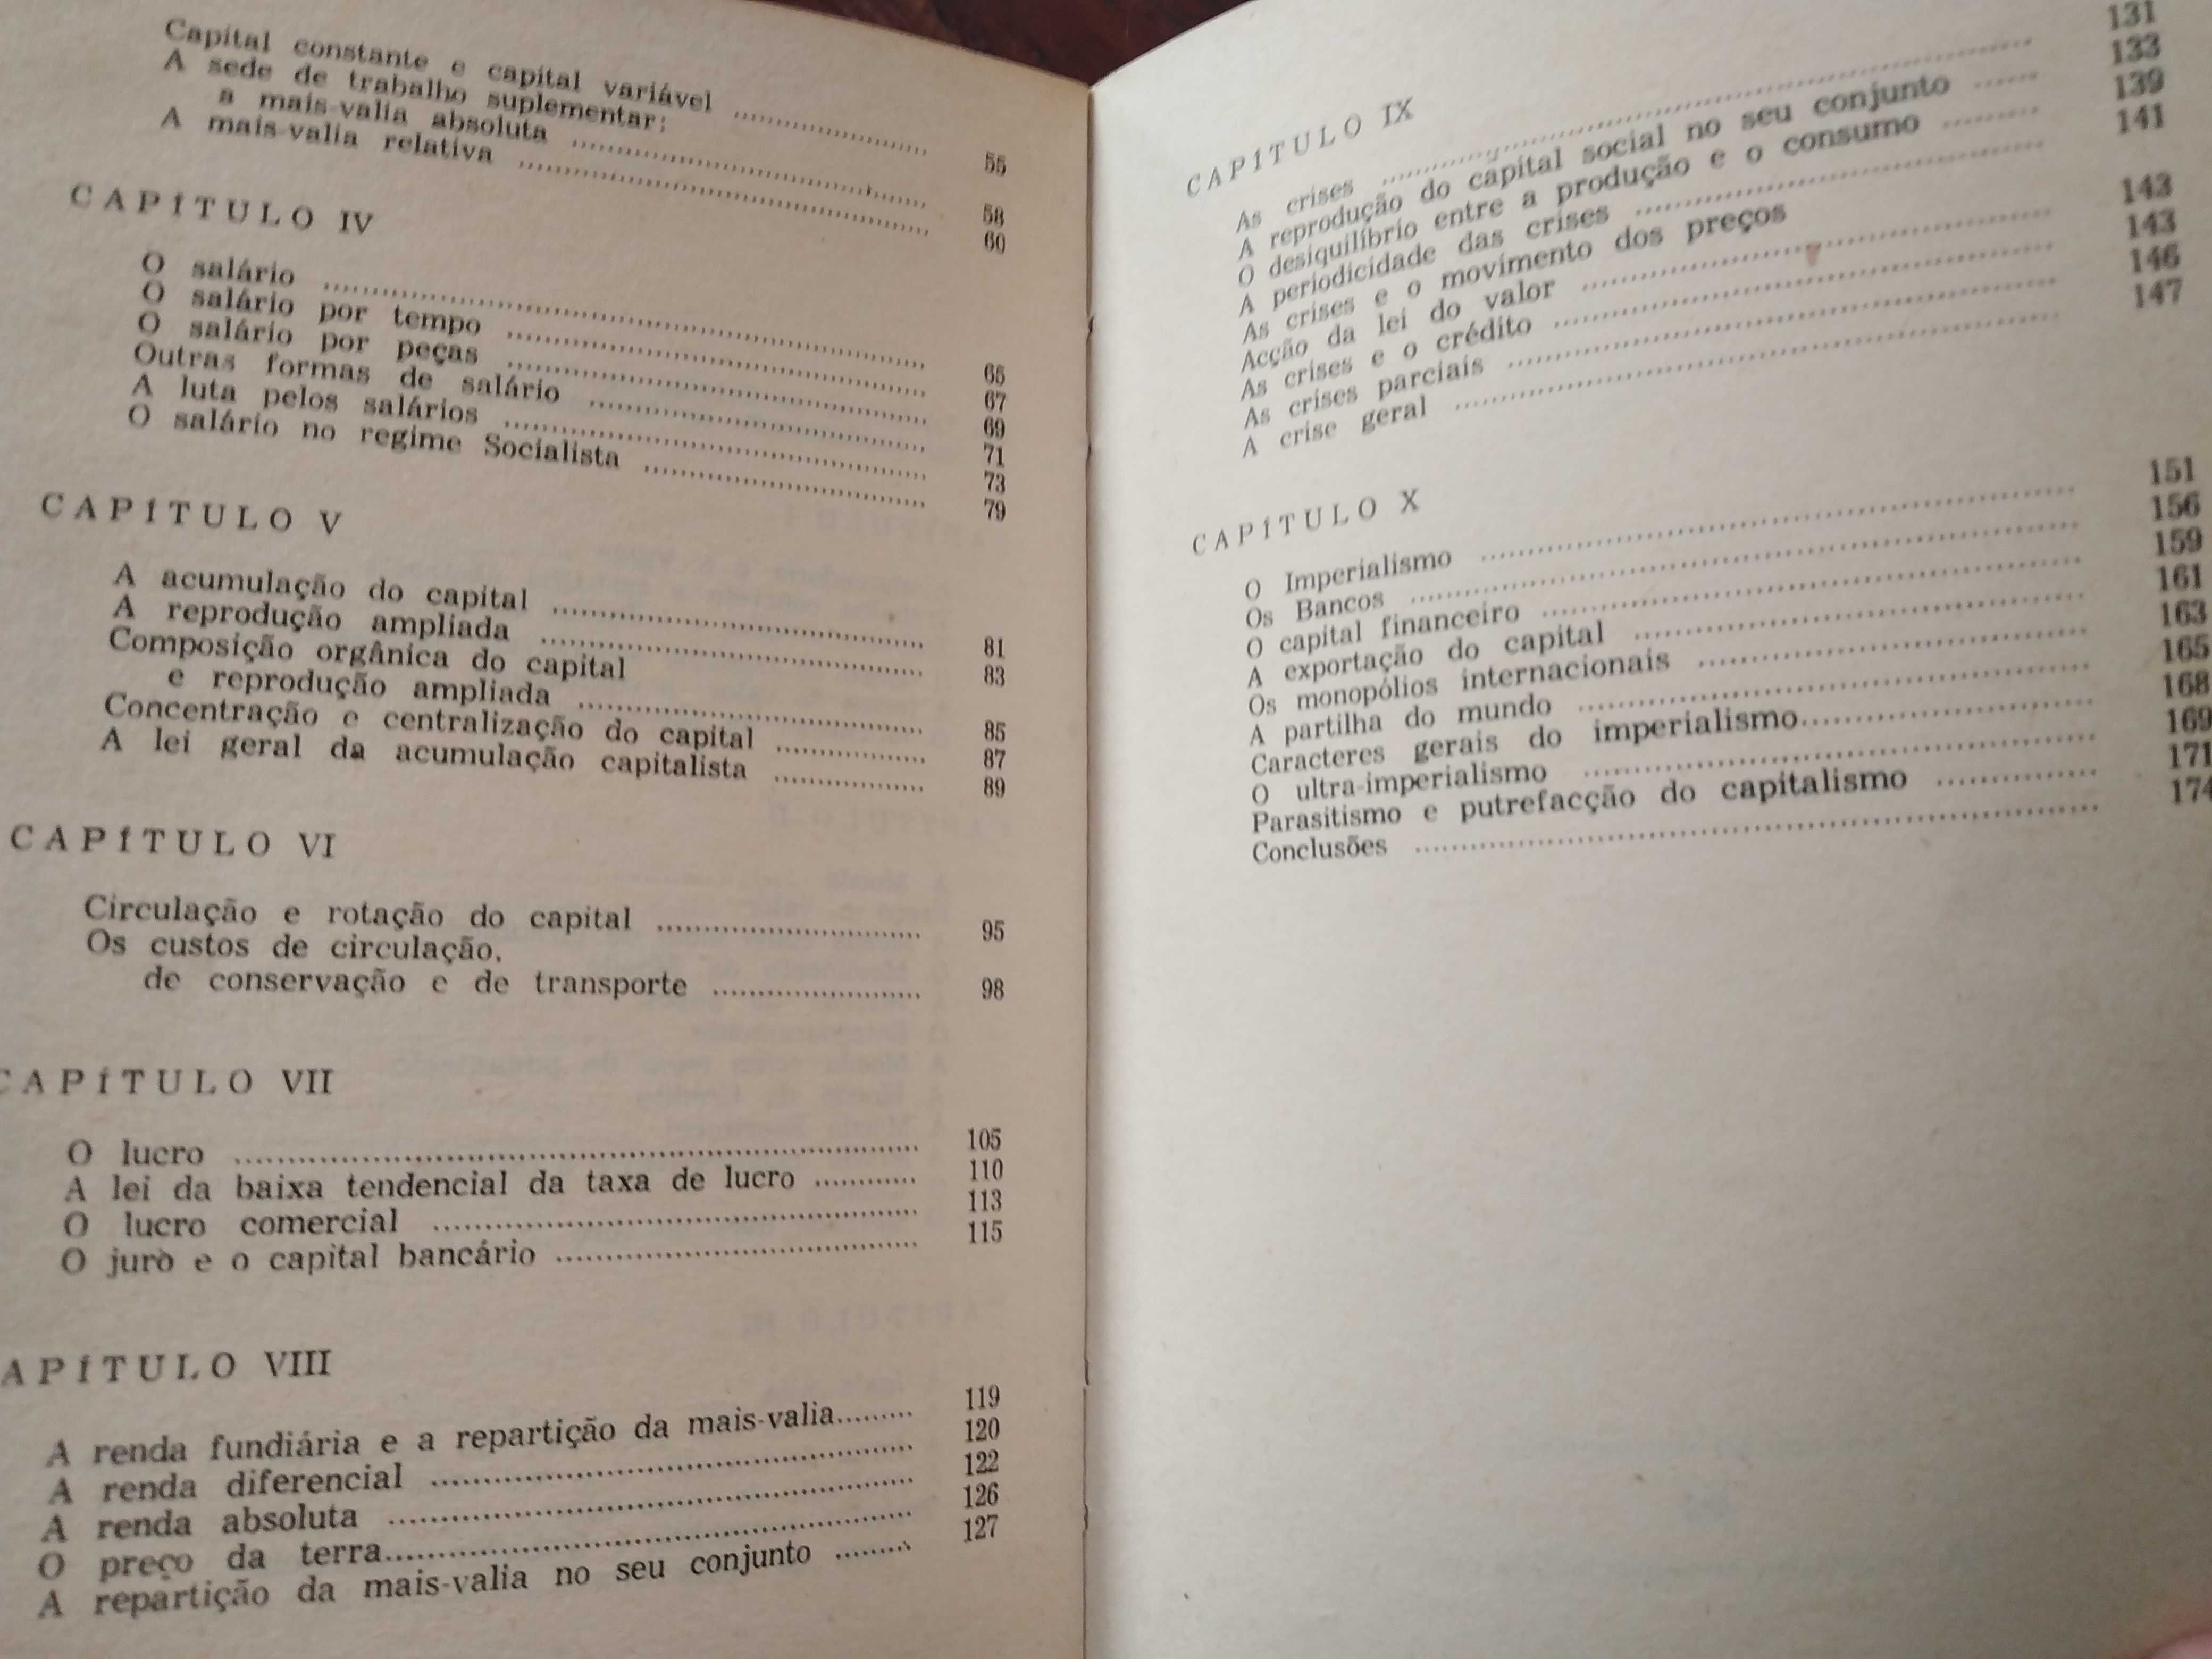 Capital constante e capital variável ........ 55
A sede de trabalho suplementar;
a mais-valia absoluta ........ 58
A mais-valia relativa ........ 60
CAPÍTULO IV
O salário ........ 65
O salário por tempo ........ 67
O salário por peças ........ 69
Outras formas de salário ........ 71
A luta pelos salários ........ 73
O salário no regime Socialista ........ 79
CAPÍTULO V
A acumulação do capital ........ 81
A reprodução ampliada ........ 83
Composição orgânica do capital
e reprodução ampliada ........ 85
Concentração e centralização do capital ........ 87
A lei geral da acumulação capitalista ........ 89
CAPÍTULO VI
Circulação e rotação do capital ........ 95
Os custos de circulação,
de conservação e de transporte ........ 98
CAPÍTULO VII
O lucro ........ 105
A lei da baixa tendencial da taxa de lucro ........ 110
O lucro comercial ........ 113
O juro e o capital bancário ........ 115
APÍTULO VIII
A renda fundiária e a repartição da mais-valia ........ 119
A renda diferencial ........ 120
A renda absoluta ........ 122
O preço da terra ........ 126
A repartição da mais-valia no seu conjunto ........ 127
CAPÍTULO IX
As crises ........ 131
A reprodução do capital social no seu conjunto ........ 133
O desiquilíbrio entre a produção e o consumo ........ 139
A periodicidade das crises ........ 141
As crises e o movimento dos preços
Acção da lei do valor ........ 143
As crises e o crédito ........ 143
As crises parciais ........ 146
A crise geral ........ 147
CAPÍTULO X
O Imperialismo ........ 151
Os Bancos ........ 156
O capital financeiro ........ 159
A exportação do capital ........ 161
Os monopólios internacionais ........ 163
A partilha do mundo ........ 165
Caracteres gerais do imperialismo ........ 168
O ultra-imperialismo ........ 169
Parasitismo e putrefacção do capitalismo ........ 171
Conclusões ........ 174